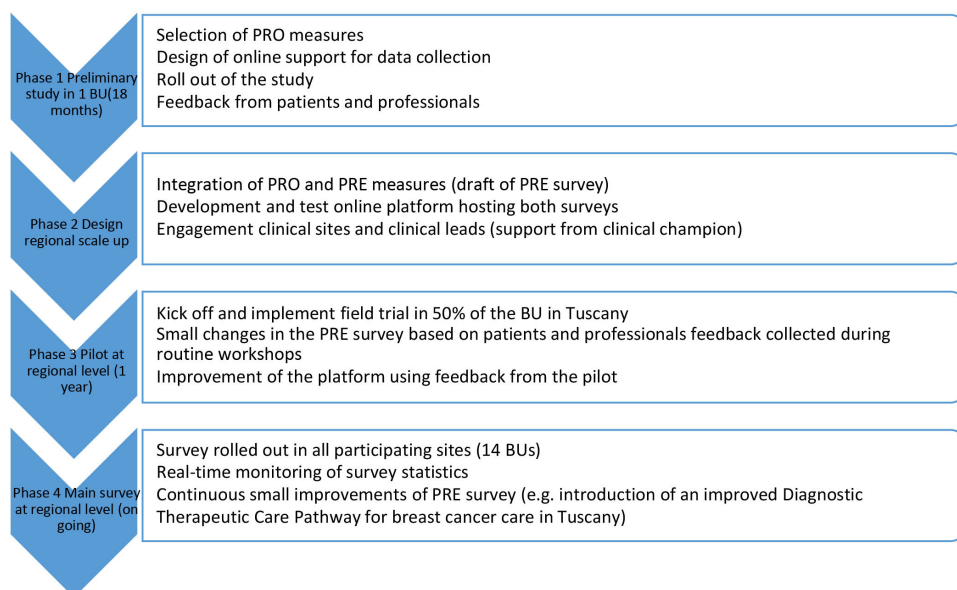 Phase 1 Preliminary
study in 1 BU(18
months)
Selection of PRO measures
Design of online support for data collection
Roll out of the study
Feedback from patients and professionals
Phase 2 Design
regional scale up
Integration of PRO and PRE measures (draft of PRE survey)
Development and test online platform hosting both surveys
Engagement clinical sites and clinical leads (support from clinical champion)
Phase 3 Pilot at
regional level (1
year)
Kick off and implement field trial in 50% of the BU in Tuscany
Small changes in the PRE survey based on patients and professionals feedback collected during
routine workshops
Improvement of the platform using feedback from the pilot
Phase 4 Main survey
at regional level (on
going)
Survey rolled out in all participating sites (14 BUs)
Real-time monitoring of survey statistics
Continuous small improvements of PRE survey (e.g. introduction of an improved Diagnostic
Therapeutic Care Pathway for breast cancer care in Tuscany)